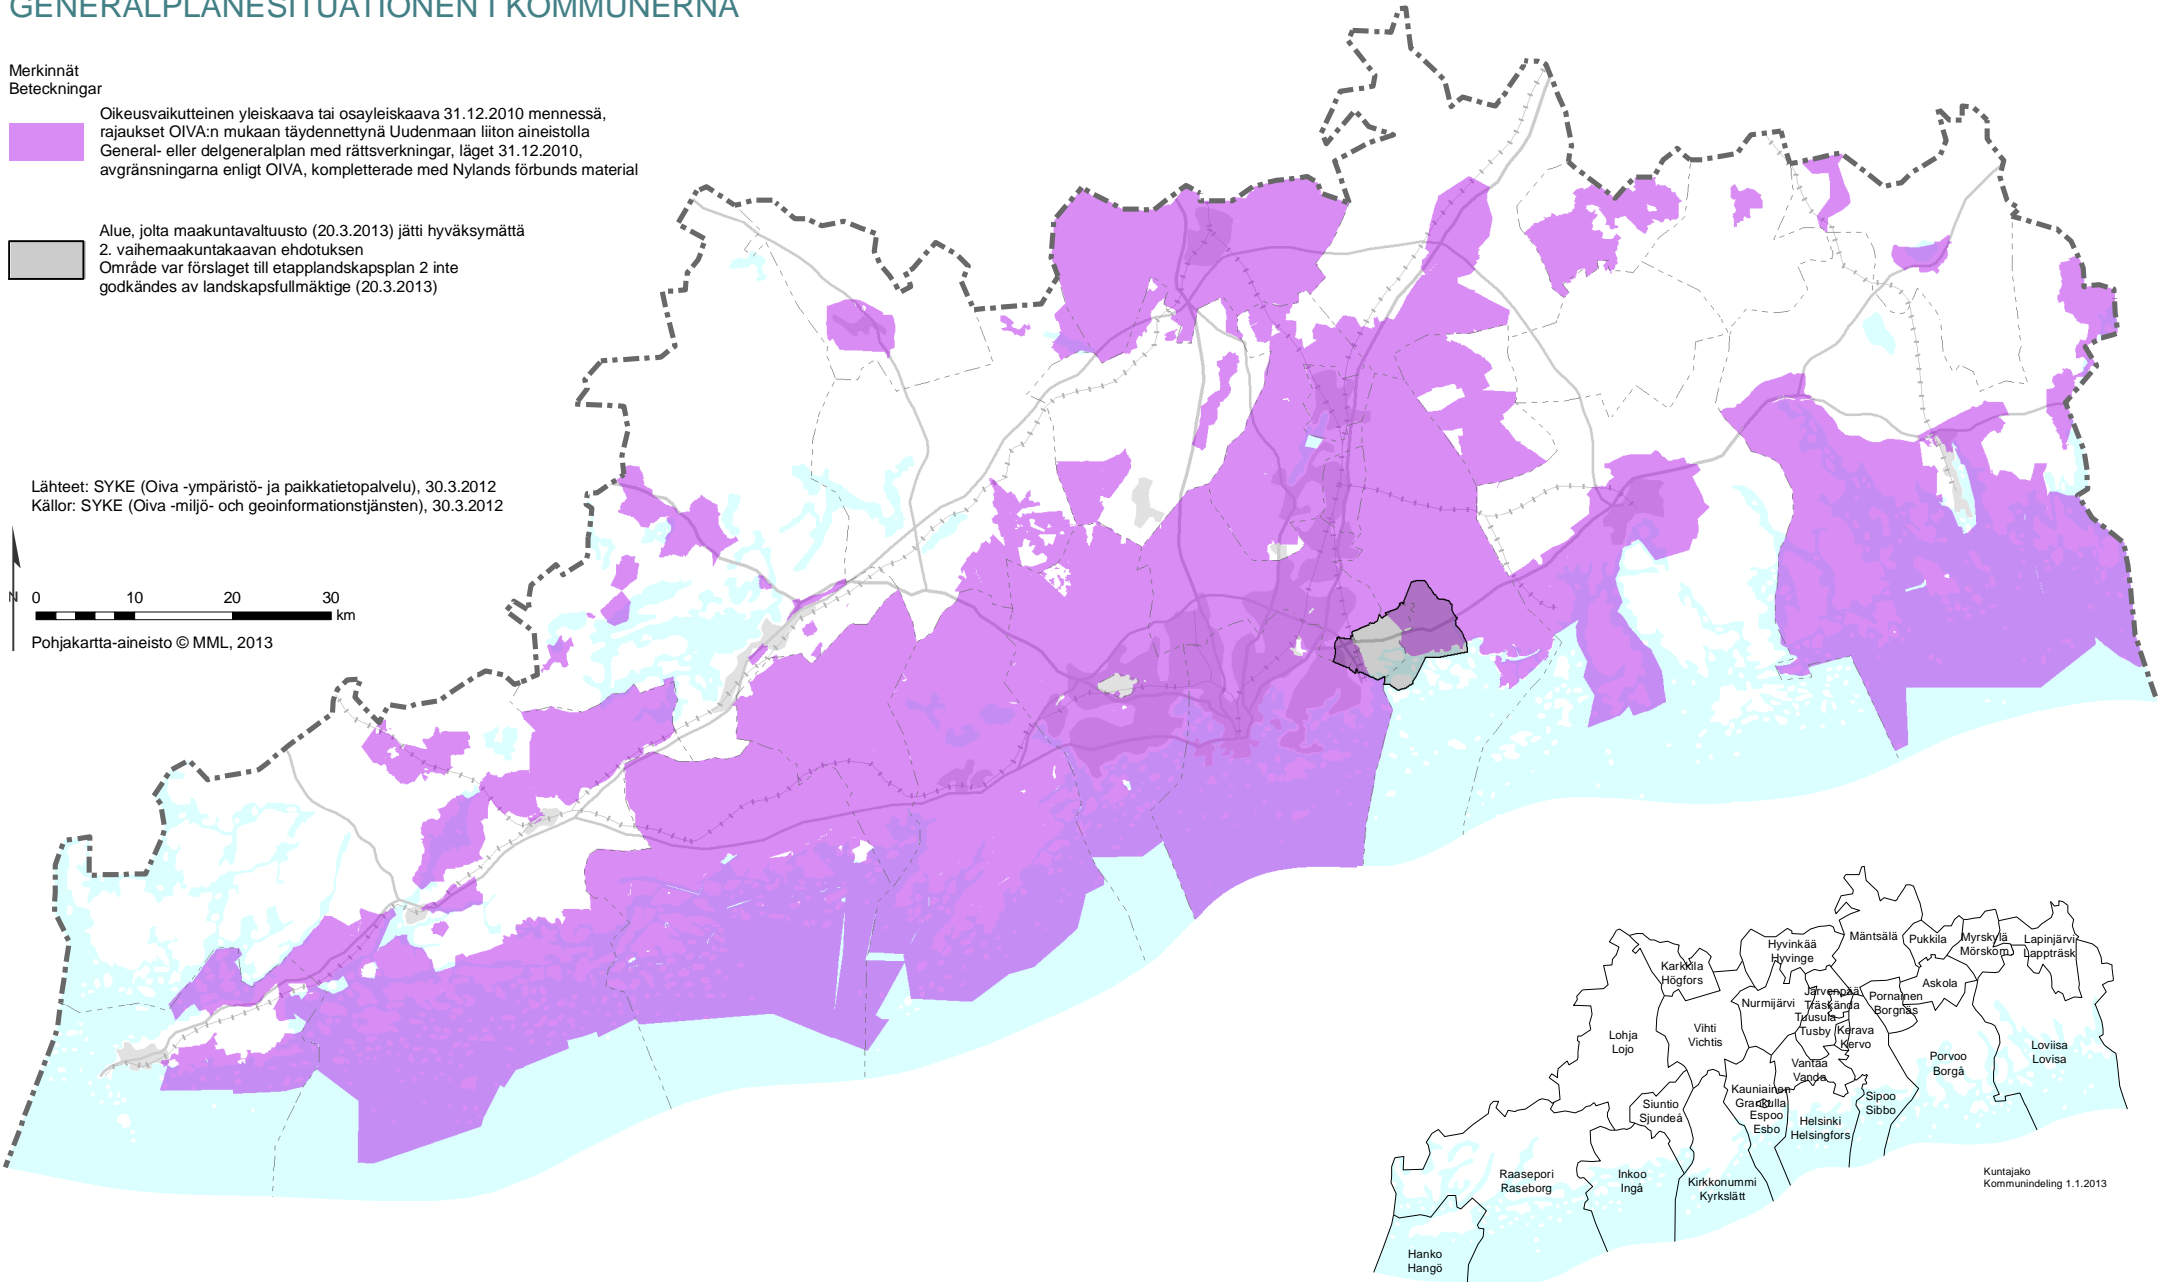 GENERALPLANESITUATIONEN I KOMMUNERNA
Merkinnät
Beteckningar
Oikeusvaikutteinen yleiskaava tai osayleiskaava 31.12.2010 mennessä,
rajaukset OIVA:n mukaan täydennettynä Uudenmaan liiton aineistolla
General- eller delgeneralplan med rättsverkningar, läget 31.12.2010,
avgränsningarna enligt OIVA, kompletterade med Nylands förbunds material
Alue, jolta maakuntavaltuusto (20.3.2013) jätti hyväksymättä
2. vaihemaakuntakaavan ehdotuksen
Område var förslaget till etapplandskapsplan 2 inte
godkändes av landskapsfullmäktige (20.3.2013)
Lähteet: SYKE (Oiva -ympäristö- ja paikkatietopalvelu), 30.3.2012
Källor: SYKE (Oiva -miljö- och geoinformationstjänsten), 30.3.2012
N
0 10 20 30
km
Pohjakartta-aineisto © MML, 2013
Mäntsälä
Pukkila
Myrskylä
Mörskom
Lapinjärvi
Lappträsk
Hyvinkää
Hyvinge
Karkkila
Högfors
Askola
Järvenpää
Träskända
Pornainen
Borgnäs
Nurmijärvi
Tuusula
Tusby
Kerava
Kervo
Vihti
Vichtis
Lohja
Lojo
Loviisa
Lovisa
Porvoo
Borgå
Vantaa
Vanda
Kauniainen
Grankulla
Espoo
Esbo
Sipoo
Sibbo
Siuntio
Sjundeå
Helsinki
Helsingfors
Raasepori
Raseborg
Inkoo
Ingå
Kirkkonummi
Kyrkslätt
Kuntajako
Kommunindeling 1.1.2013
Hanko
Hangö